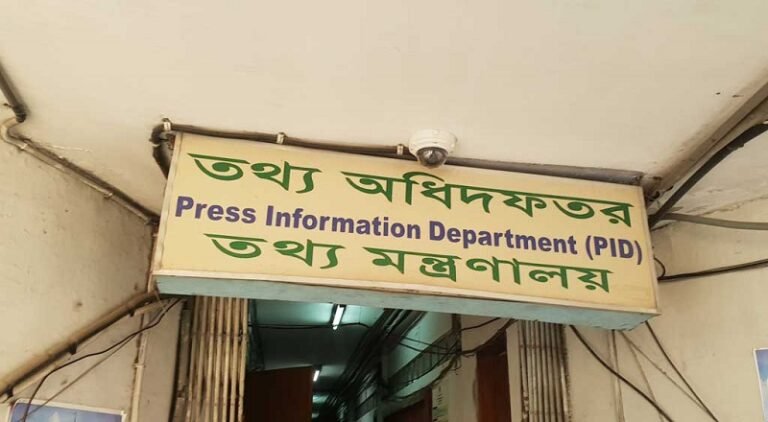 তথ্য অধিদফতর
Press Information Department (PID)
তথ্য মন্ত্রণালয়